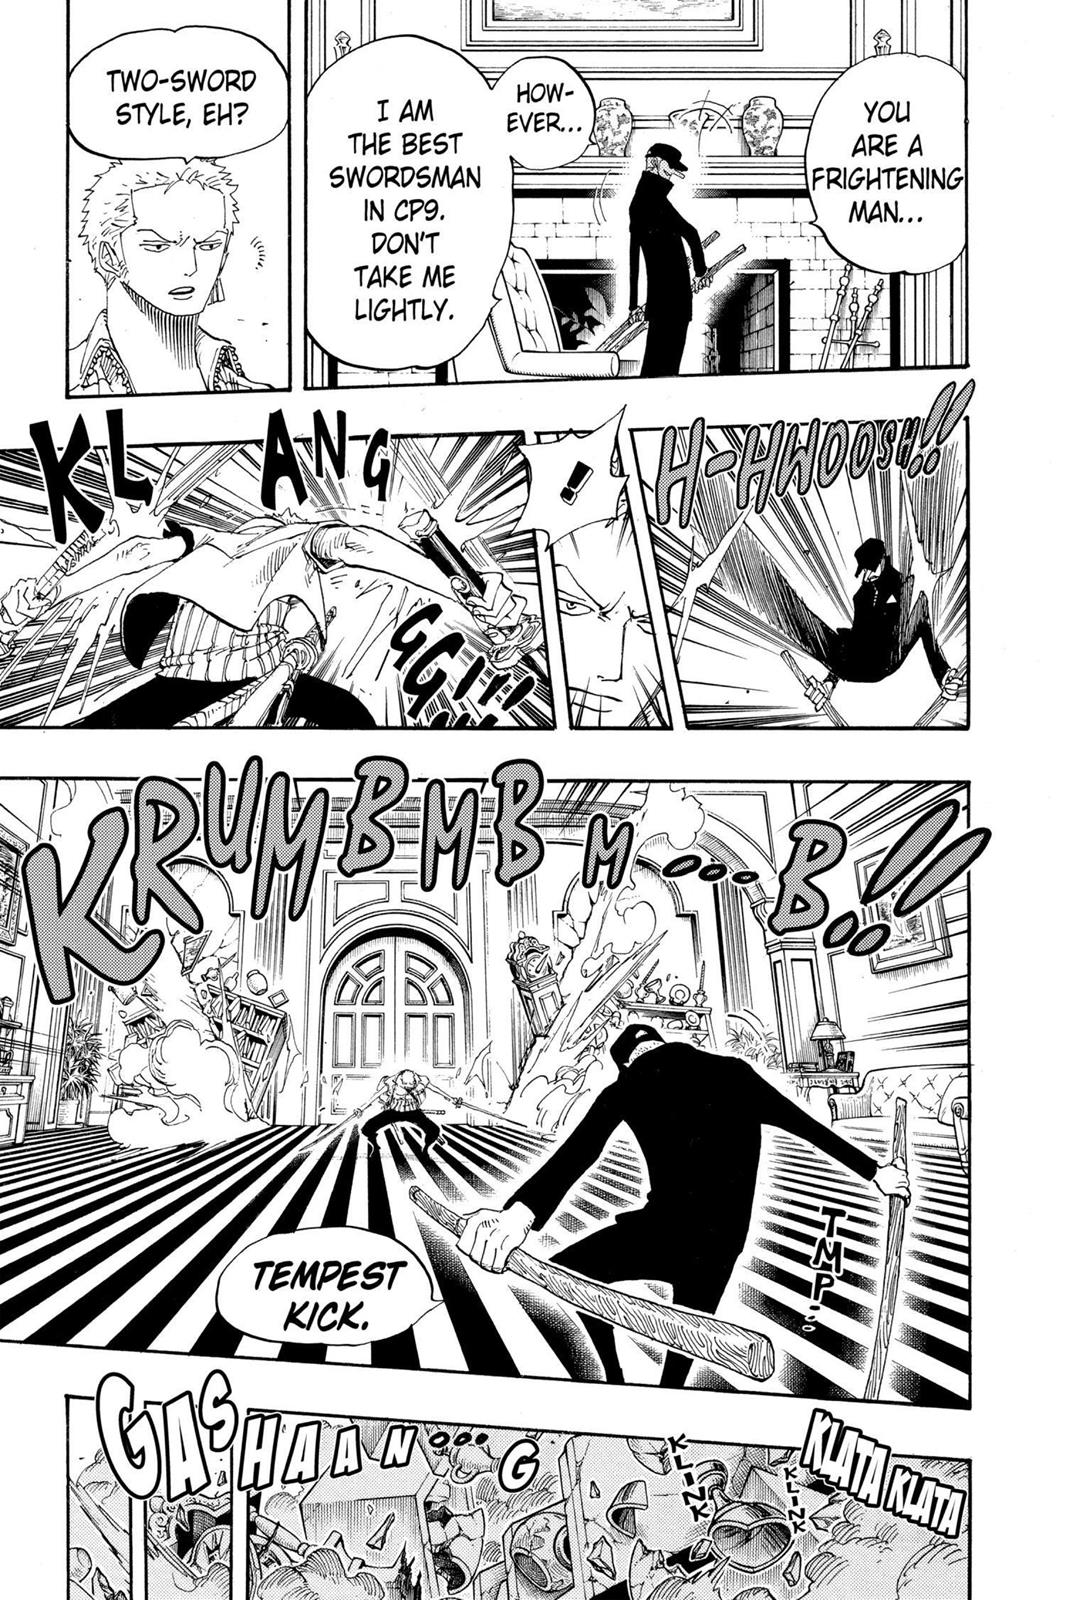 YOU
ARE A
FRIGHTENING
MAN...
HOW-
EVER...
I AM
THE BEST
SWORDSMAN
IN CP9.
DON'T
TAKE ME
LIGHTLY.
TWO-SWORD
STYLE, EH?
H-HWOOSH!!
!
KLANG
GG!!!
KRUMBMBM...B!!
TEMPEST
KICK.
TMP...
GASHAAN...G
KLINK
KLINK
KLATA KLATA